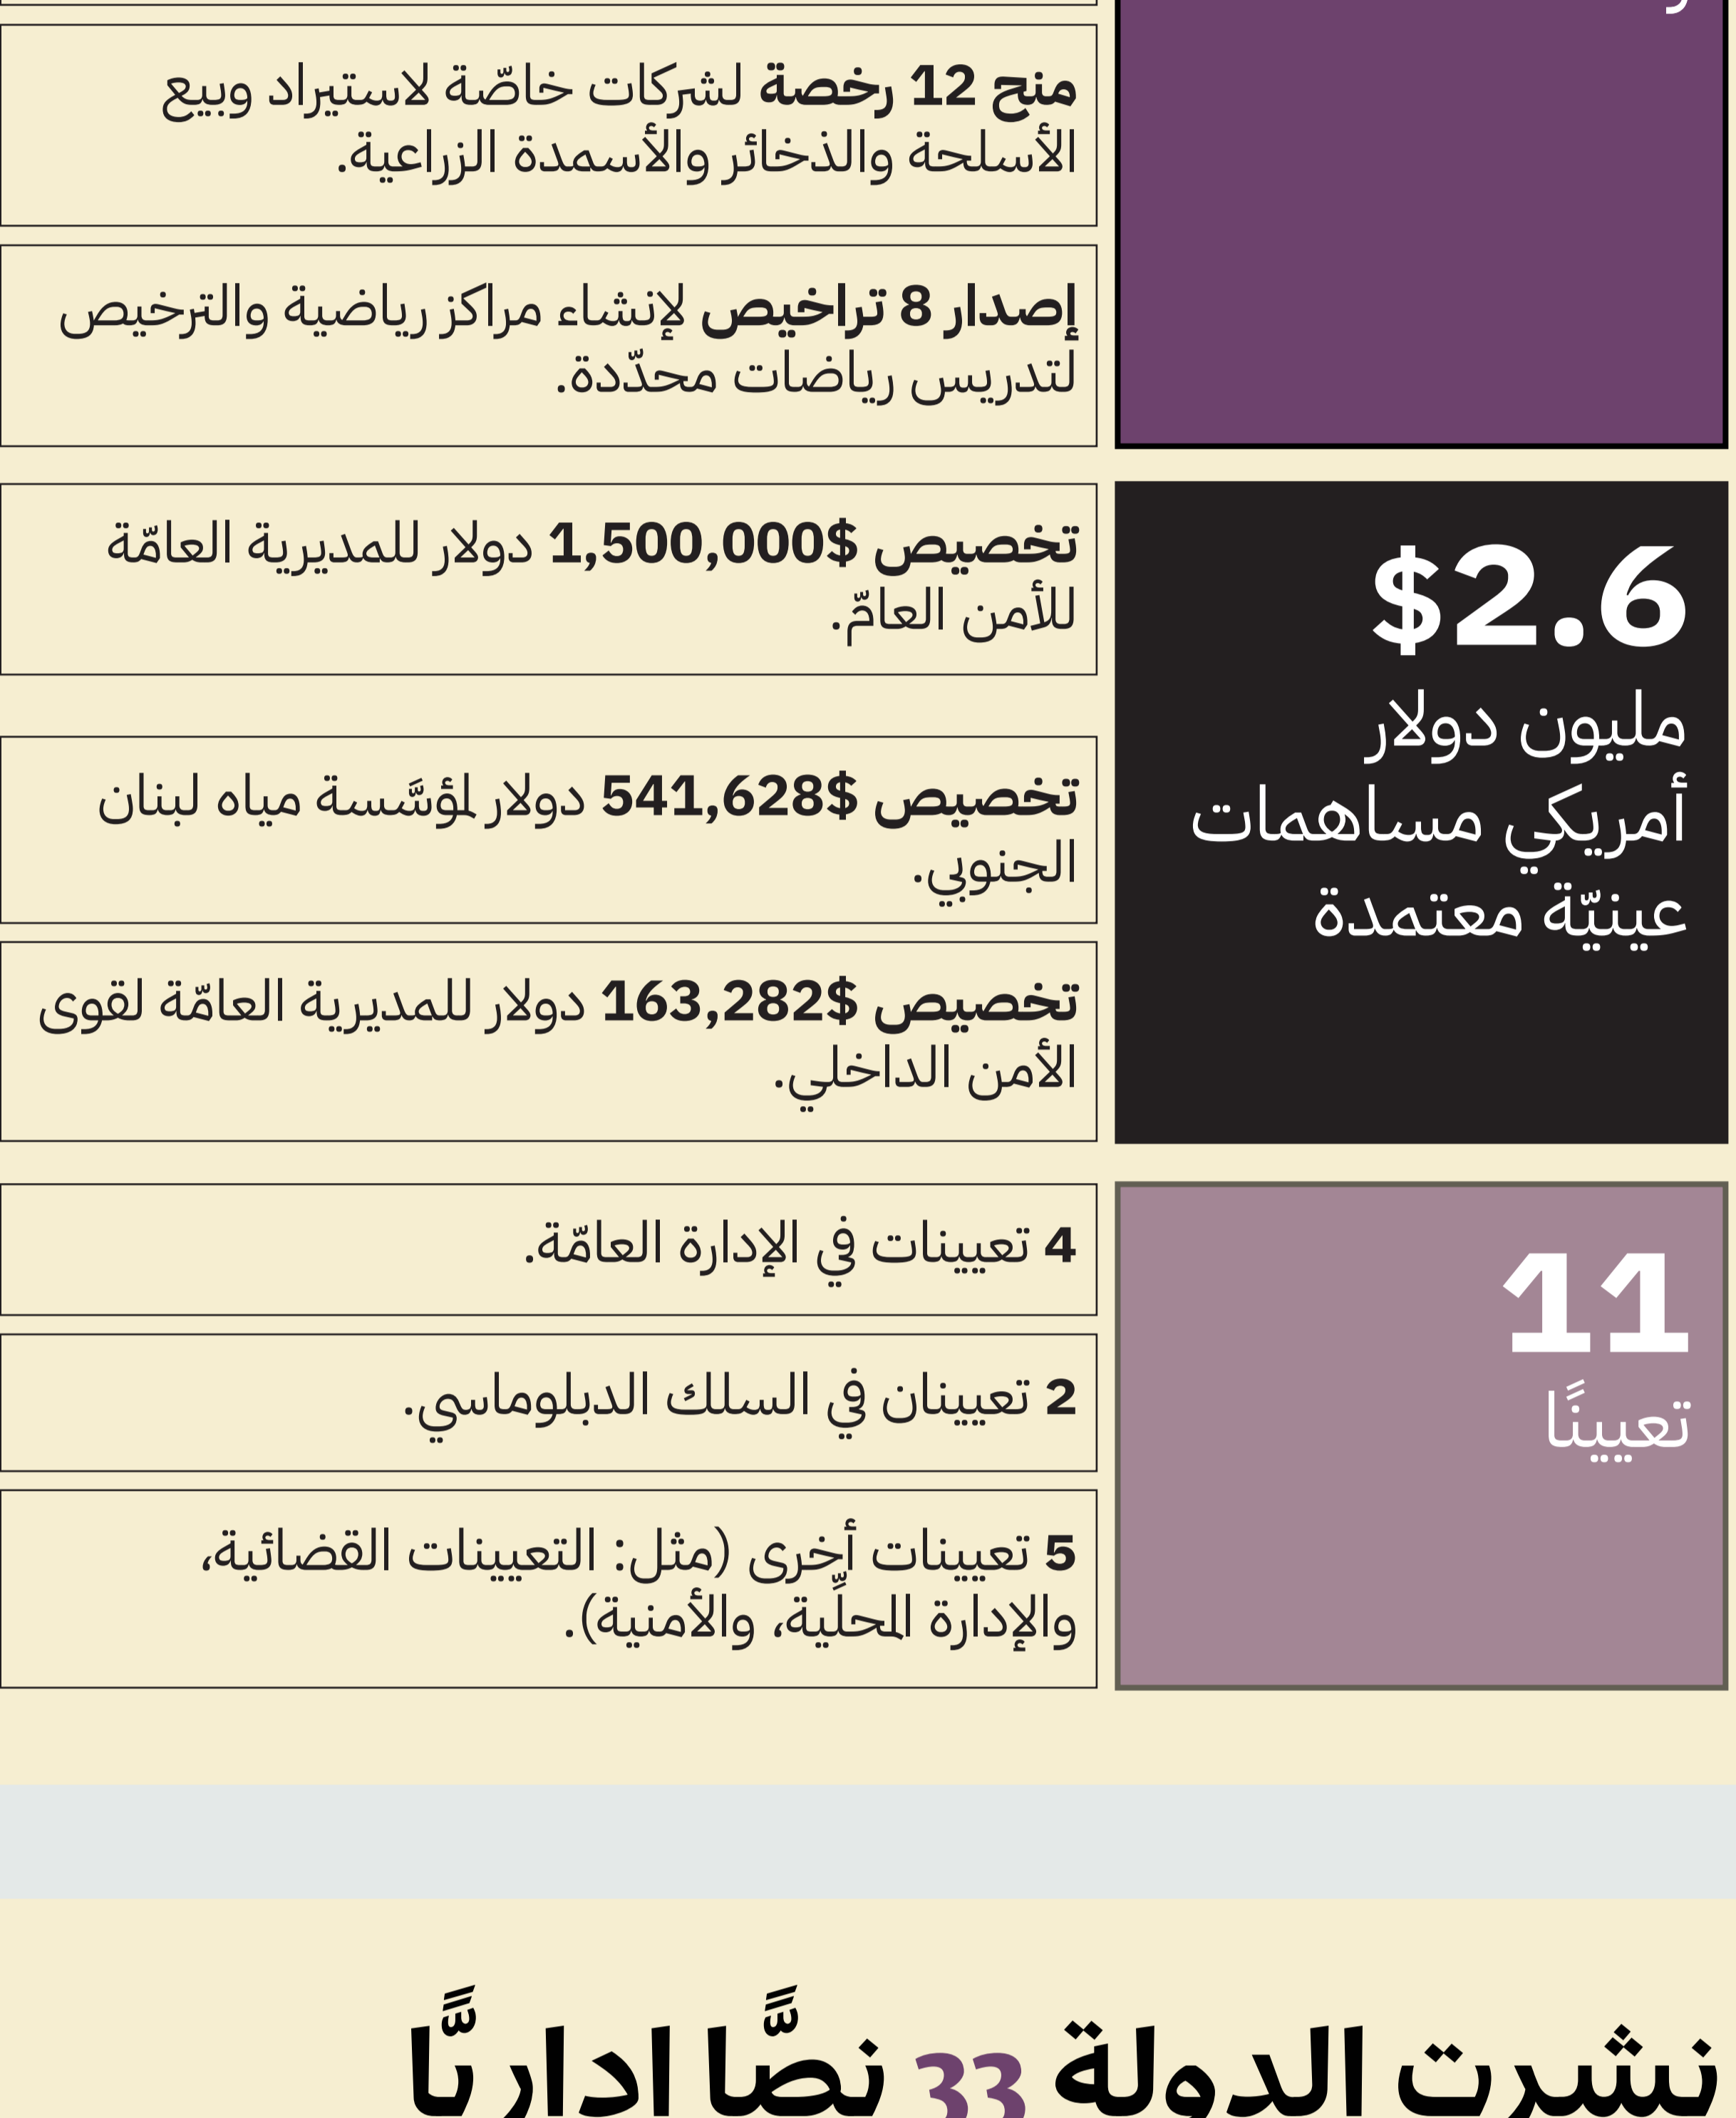 منح 12 رخصة لشركات خاصّة لاستيراد وبيع
الأسلحة والذخائر والأسمدة الزراعية.
إصدار 8 تراخيص لإنشاء مراكز رياضية والترخيص
لتدريس رياضات محدّدة.
$2.6
مليون دولار
أمريكي مساهمات
عينيّة معتمدة
تخصيص $1,500,000 دولار للمديرية العامّة
للأمن العامّ.
تخصيص $541,628 دولار لمؤسَّسة مياه لبنان
الجنوبي.
تخصيص $163,282 دولار للمديرية العامّة لقوى
الأمن الداخلي.
11
تعيينًا
4 تعيينات في الإدارة العامّة.
2 تعيينان في السلك الدبلوماسي.
5 تعيينات أخرى (مثل: التعيينات القضائية،
والإدارة المحلّية، والأمنية).
نشرت الدولة 33 نصًّا اداريًّا